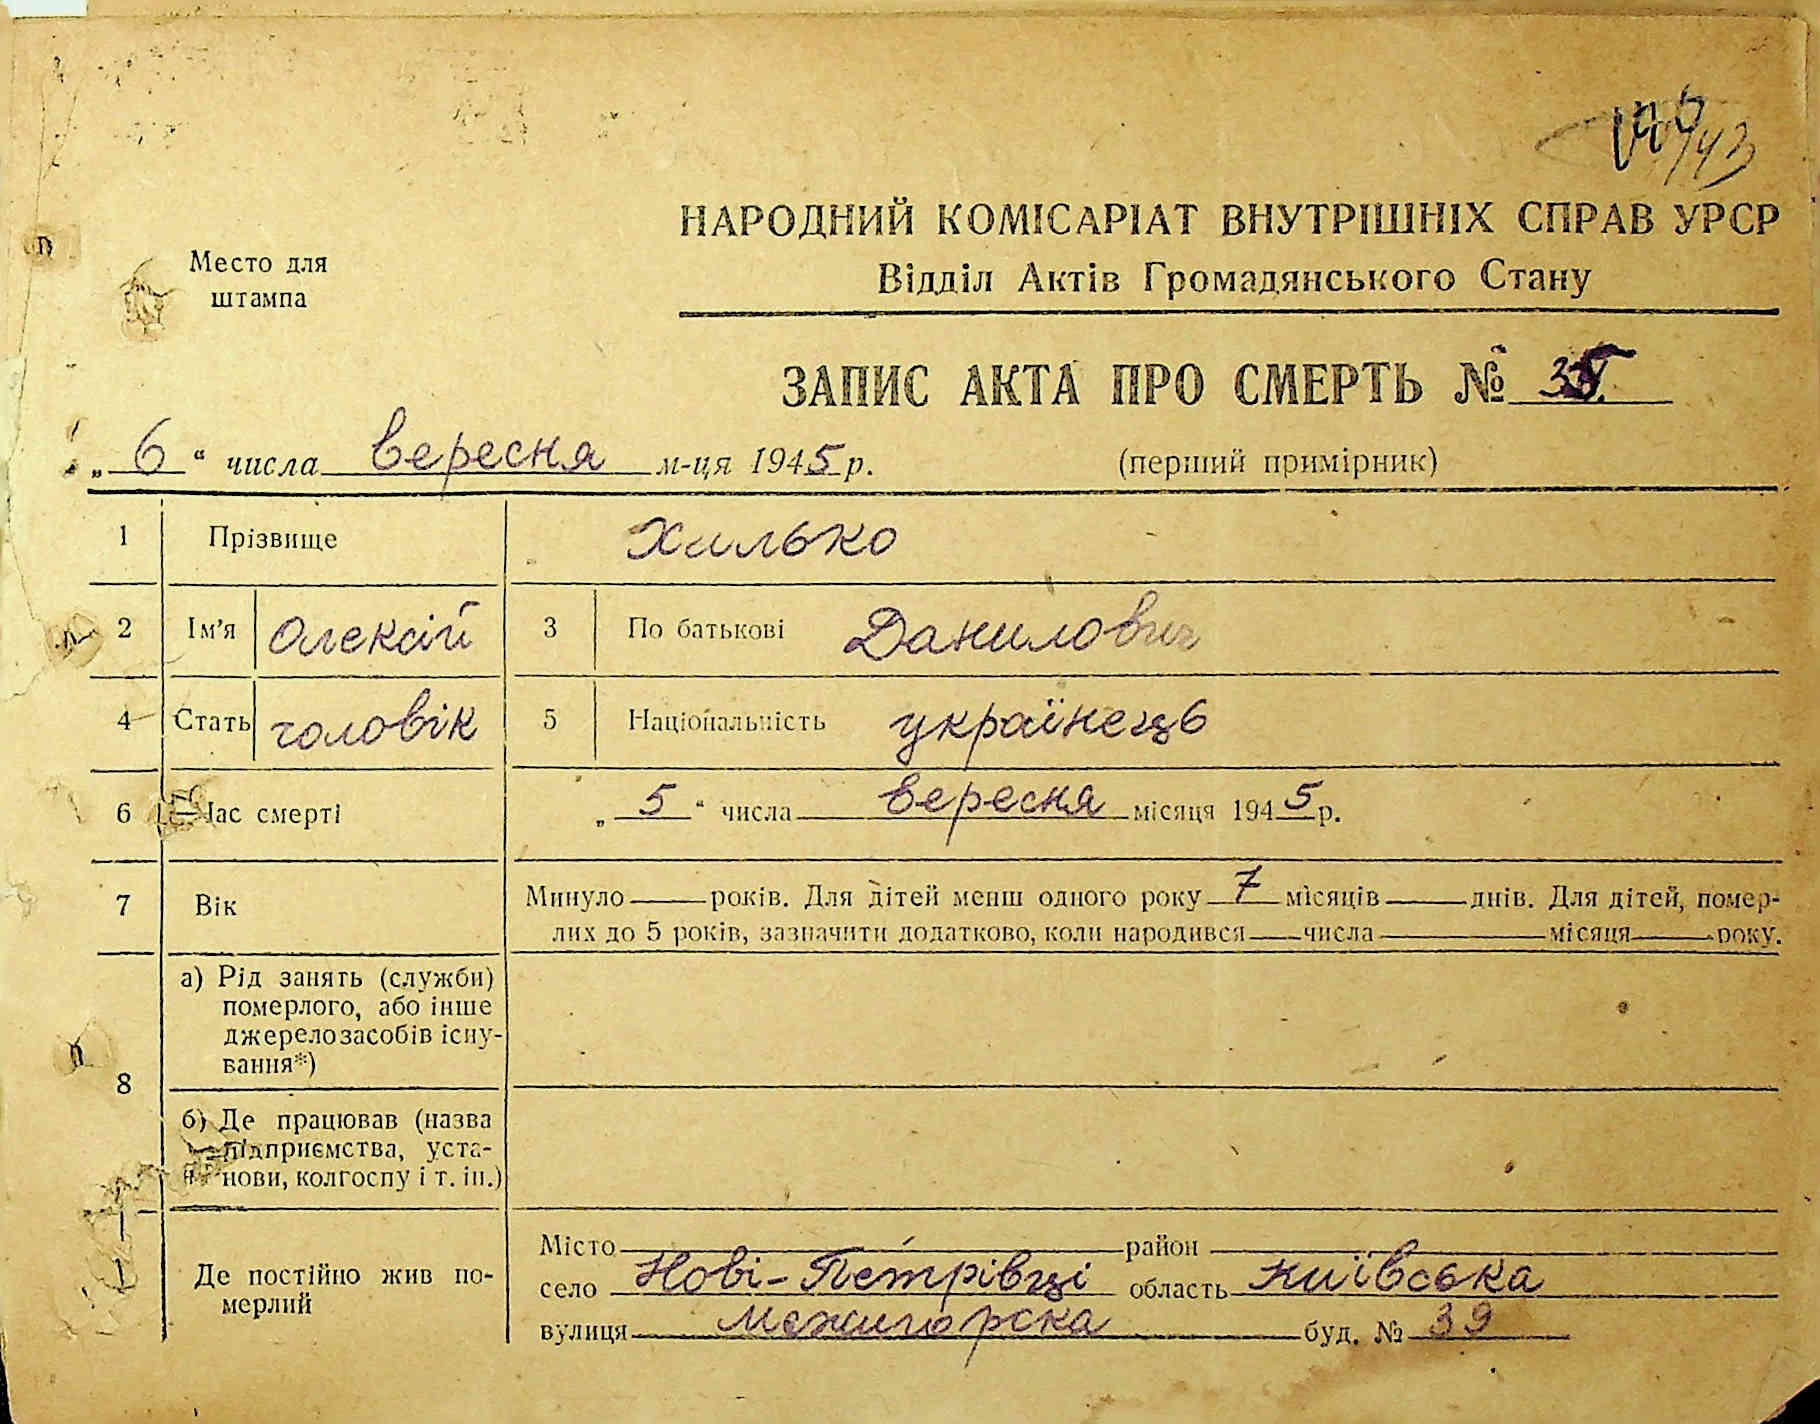 НАРОДНИЙ КОМІСАРІАТ ВНУТРІШНІХ СПРАВ УРСР
Место для
штампа
Відділ Актів Громадянського Стану
ЗАПИС АКТА ПРО СМЕРТЬ № 35
„6“ числа вересня м-ця 1945 р. (перший примірник)
1 Прізвище Хилько
2 Ім'я Олексій 3 По батькові Данилович
4 Стать чоловік 5 Національність українець
6 Час смерті „5“ числа вересня місяця 1945 р.
7 Вік Минуло — років. Для дітей менш одного року 7 місяців — днів. Для дітей, помер-
лих до 5 років, зазначити додатково, коли народився — числа — місяця — року.
8 а) Рід занять (служби)
померлого, або інше
джерело засобів існу-
вання*)
б) Де працював (назва
підприємства, уста-
нови, колгоспу і т. ін.)
Де постійно жив по-
мерлий
Місто район
село Нові-Петрівці область Київська
вулиця Межигорска буд. № 39